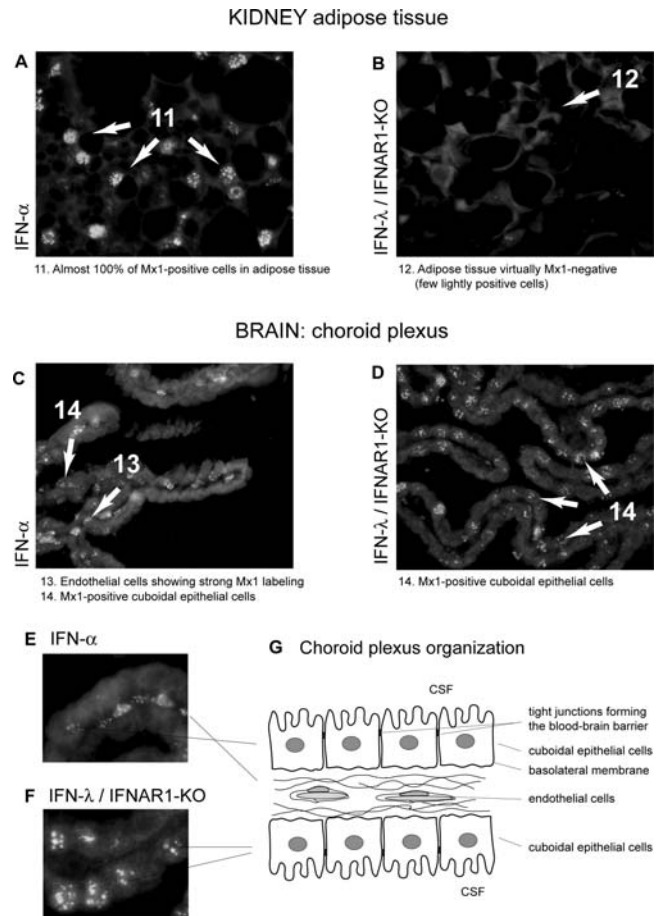 KIDNEY adipose tissue
A
11
IFN-α
11. Almost 100% of Mx1-positive cells in adipose tissue
B
12
IFN-λ / IFNAR1-KO
12. Adipose tissue virtually Mx1-negative
(few lightly positive cells)
BRAIN: choroid plexus
C
14
13
IFN-α
13. Endothelial cells showing strong Mx1 labeling
14. Mx1-positive cuboidal epithelial cells
D
14
IFN-λ / IFNAR1-KO
14. Mx1-positive cuboidal epithelial cells
E IFN-α
F IFN-λ / IFNAR1-KO
G Choroid plexus organization
CSF
tight junctions forming
the blood-brain barrier
cuboidal epithelial cells
basolateral membrane
endothelial cells
cuboidal epithelial cells
CSF